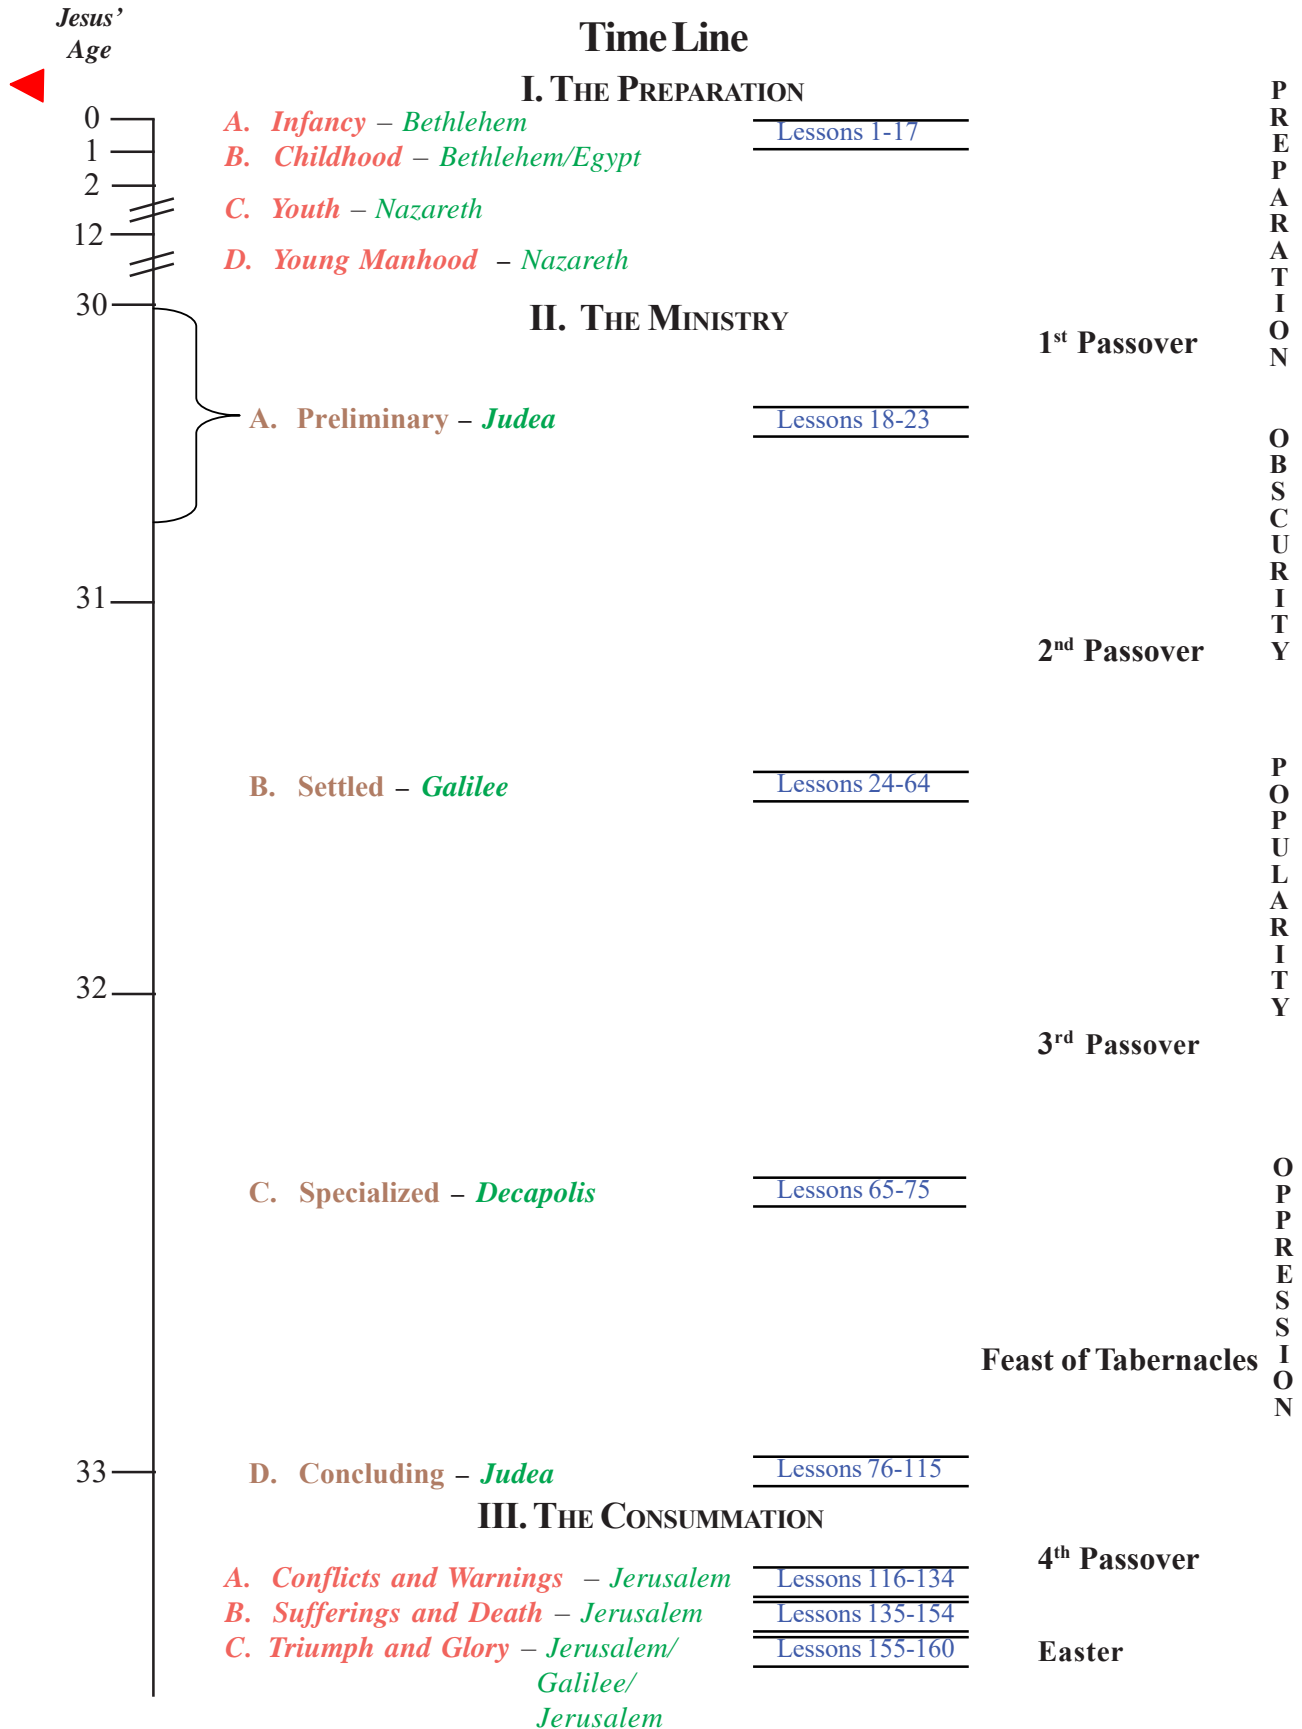 Jesus’
Age
Time Line
I. THE PREPARATION
0
A. Infancy – Bethlehem
Lessons 1-17
1
B. Childhood – Bethlehem/Egypt
2
C. Youth – Nazareth
12
D. Young Manhood – Nazareth
30
II. THE MINISTRY
1st Passover
PREPARATION
A. Preliminary – Judea
Lessons 18-23
OBSCURITY
31
2nd Passover
B. Settled – Galilee
Lessons 24-64
POPULARITY
32
3rd Passover
C. Specialized – Decapolis
Lessons 65-75
OPPRESSION
Feast of Tabernacles
33
D. Concluding – Judea
Lessons 76-115
III. THE CONSUMMATION
4th Passover
A. Conflicts and Warnings – Jerusalem
Lessons 116-134
B. Sufferings and Death – Jerusalem
Lessons 135-154
C. Triumph and Glory – Jerusalem/
Galilee/
Jerusalem
Lessons 155-160
Easter